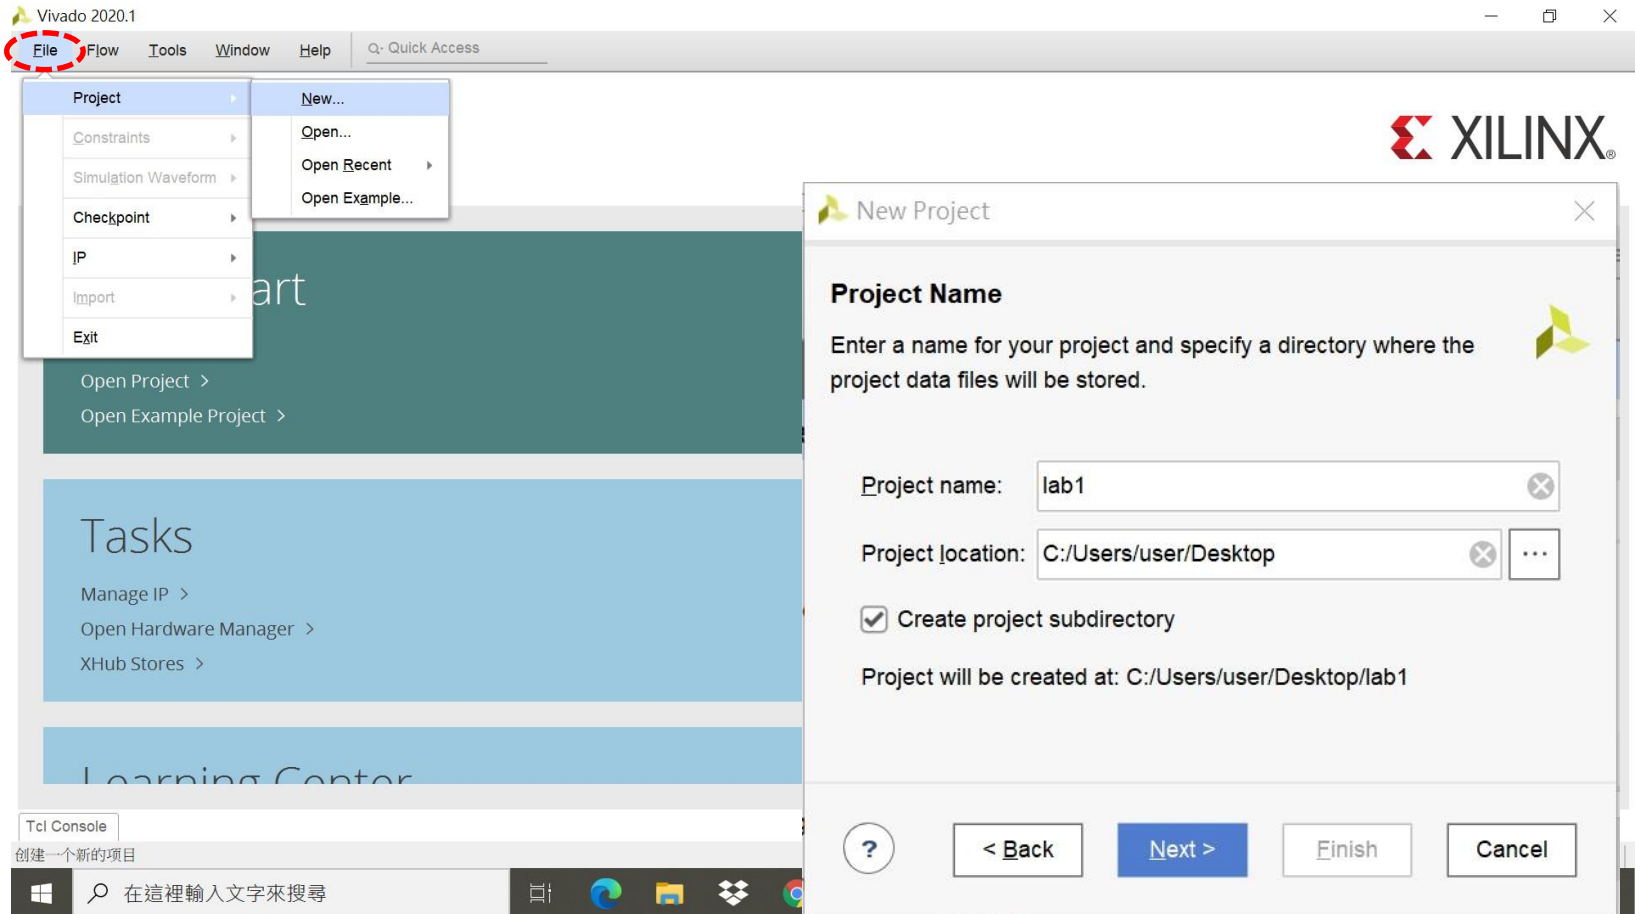 Vivado 2020.1
File Flow Tools Window Help Quick Access
Project
Constraints
Simulation Waveform
Checkpoint
IP
Import
Exit
New...
Open...
Open Recent
Open Example...
XILINX®
art
Open Project >
Open Example Project >
Tasks
Manage IP >
Open Hardware Manager >
XHub Stores >
Learning Center
Tcl Console
创建一个新的项目
在這裡輸入文字來搜尋
New Project
Project Name
Enter a name for your project and specify a directory where the
project data files will be stored.
Project name: lab1
Project location: C:/Users/user/Desktop ...
Create project subdirectory
Project will be created at: C:/Users/user/Desktop/lab1
? < Back Next > Finish Cancel